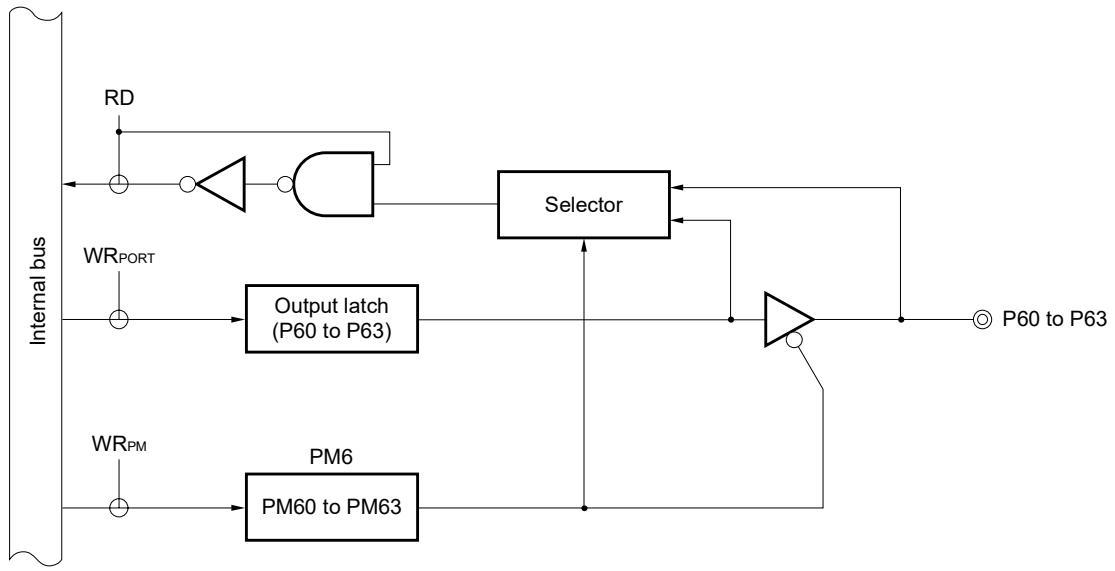 RD
Selector
Internal bus
WRPORT
Output latch
(P60 to P63)
P60 to P63
WRPM
PM6
PM60 to PM63